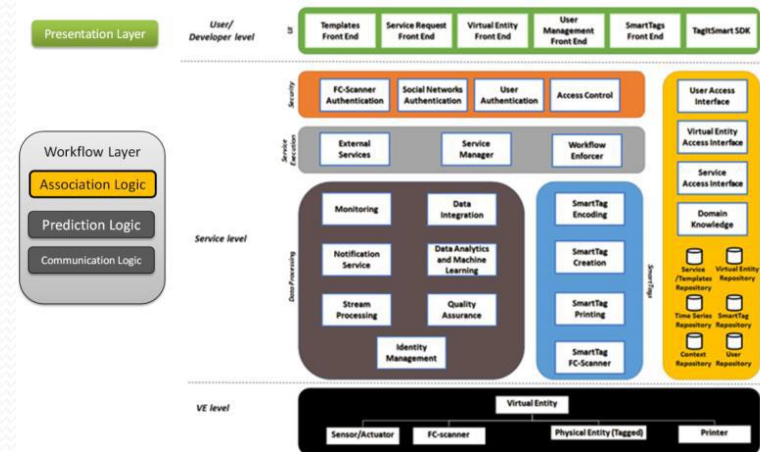 Presentation Layer
User/
Developer level
UI
Templates
Front End
Service Request
Front End
Virtual Entity
Front End
User
Management
Front End
SmartTags
Front End
TagItSmart SDK
Workflow Layer
Association Logic
Prediction Logic
Communication Logic
Service level
Security
FC-Scanner
Authentication
Social Networks
Authentication
User
Authentication
Access Control
Service
Execution
External
Services
Service
Manager
Workflow
Enforcer
Data Processing
Monitoring
Data
Integration
Notification
Service
Data Analytics
and Machine
Learning
Stream
Processing
Quality
Assurance
Identity
Management
SmartTag
Encoding
SmartTag
Creation
SmartTag
Printing
SmartTag
FC-Scanner
SmartTags
User Access
Interface
Virtual Entity
Access Interface
Service
Access Interface
Domain
Knowledge
Service
/Templates
Repository
Virtual Entity
Repository
Time Series
Repository
SmartTag
Repository
Context
Repository
User
Repository
VE level
Virtual Entity
Sensor/Actuator
FC-scanner
Physical Entity (Tagged)
Printer